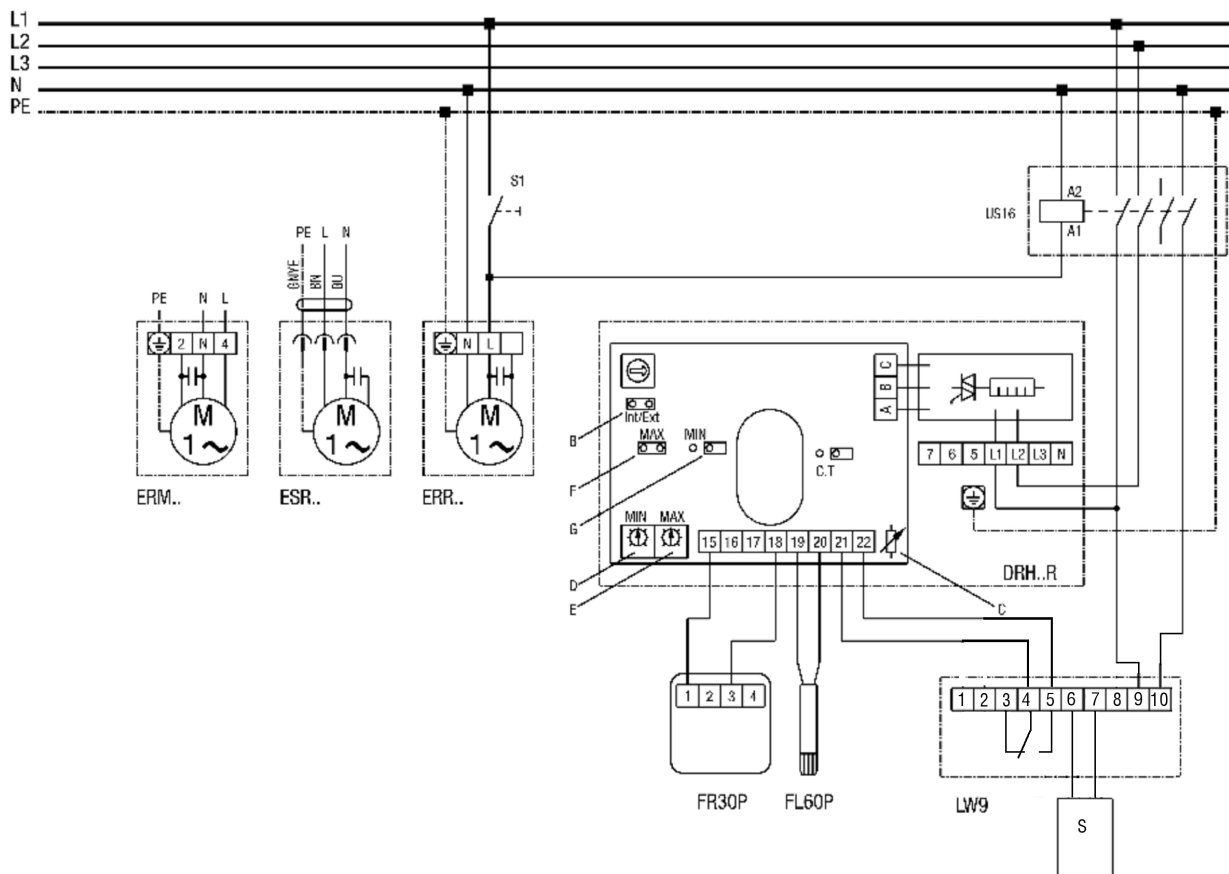 L1
L2
L3
N
PE
S1
US16
A2
A1
PE L N
GNYE
BN
BU
PE N L
2 N 4
M
1
M
1
N L
M
1
ERM..
ESR..
ERR..
Int/Ext
MAX
MIN
C.T
MIN MAX
15 16 17 18 19 20 21 22
C
B
A
7 6 5 L1 L2 L3 N
DRH..R
B
F
G
D
E
C
1 2 3 4
FR30P
FL60P
1 2 3 4 5 6 7 8 9 10
LW9
S